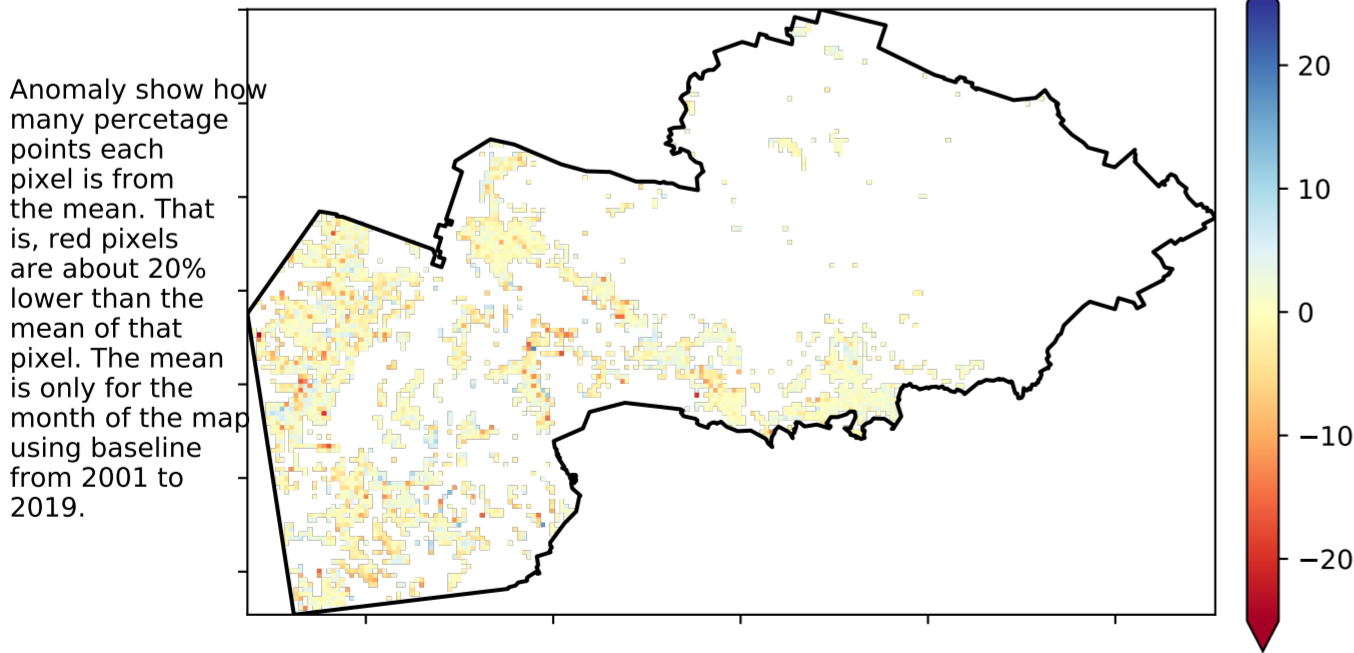 Anomaly show how
many percetage
points each
pixel is from
the mean. That
is, red pixels
are about 20%
lower than the
mean of that
pixel. The mean
is only for the
month of the map
using baseline
from 2001 to
2019.
20
10
0
−10
−20